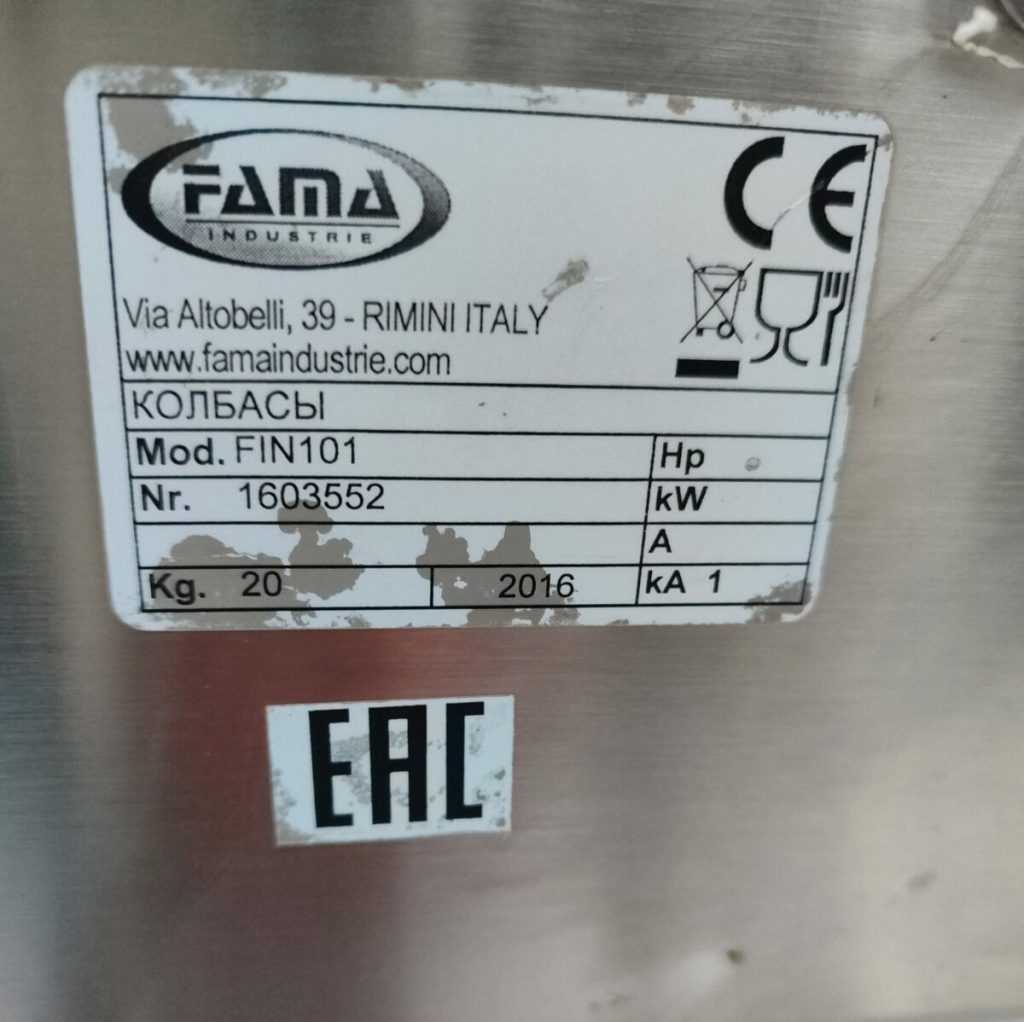 FAMA
INDUSTRIE
CE
Via Altobelli, 39 - RIMINI ITALY
www.famaindustrie.com
КОЛБАСЫ
Mod. FIN101 Hp
Nr. 1603552 kW
A
Kg. 20 2016 kA 1
EAC